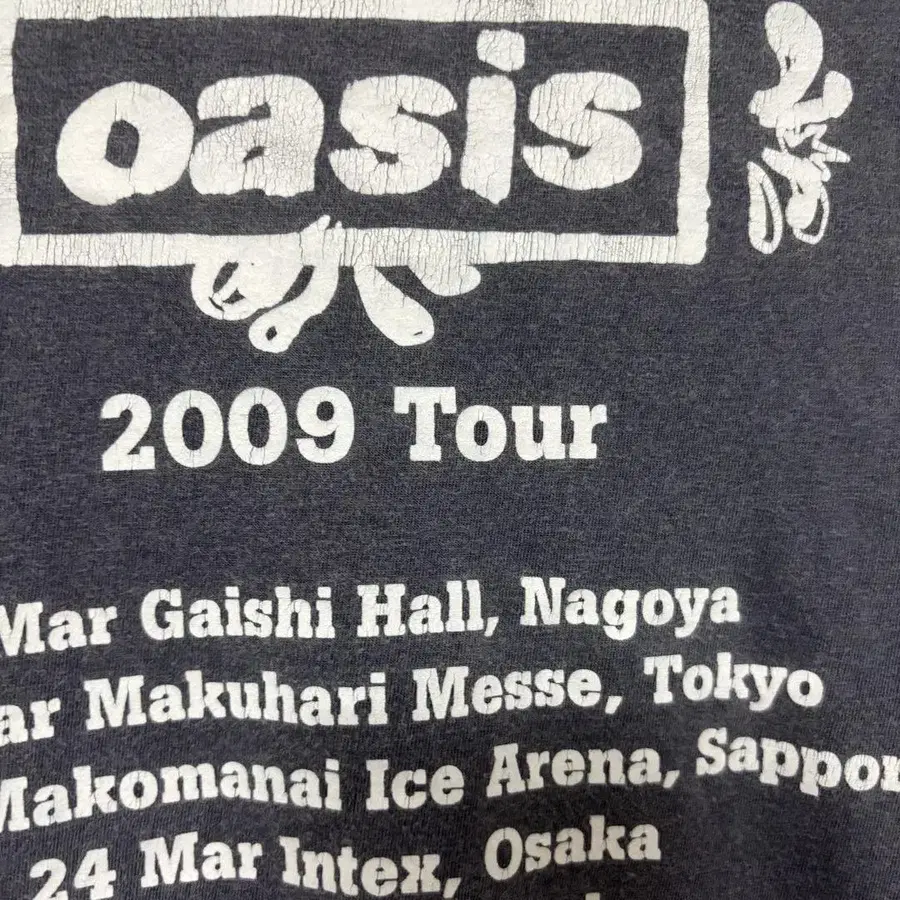 oasis
2009 Tour
Mar Gaishi Hall, Nagoya
ar Makuhari Messe, Tokyo
Makomanai Ice Arena, Sappor
24 Mar Intex, Osaka